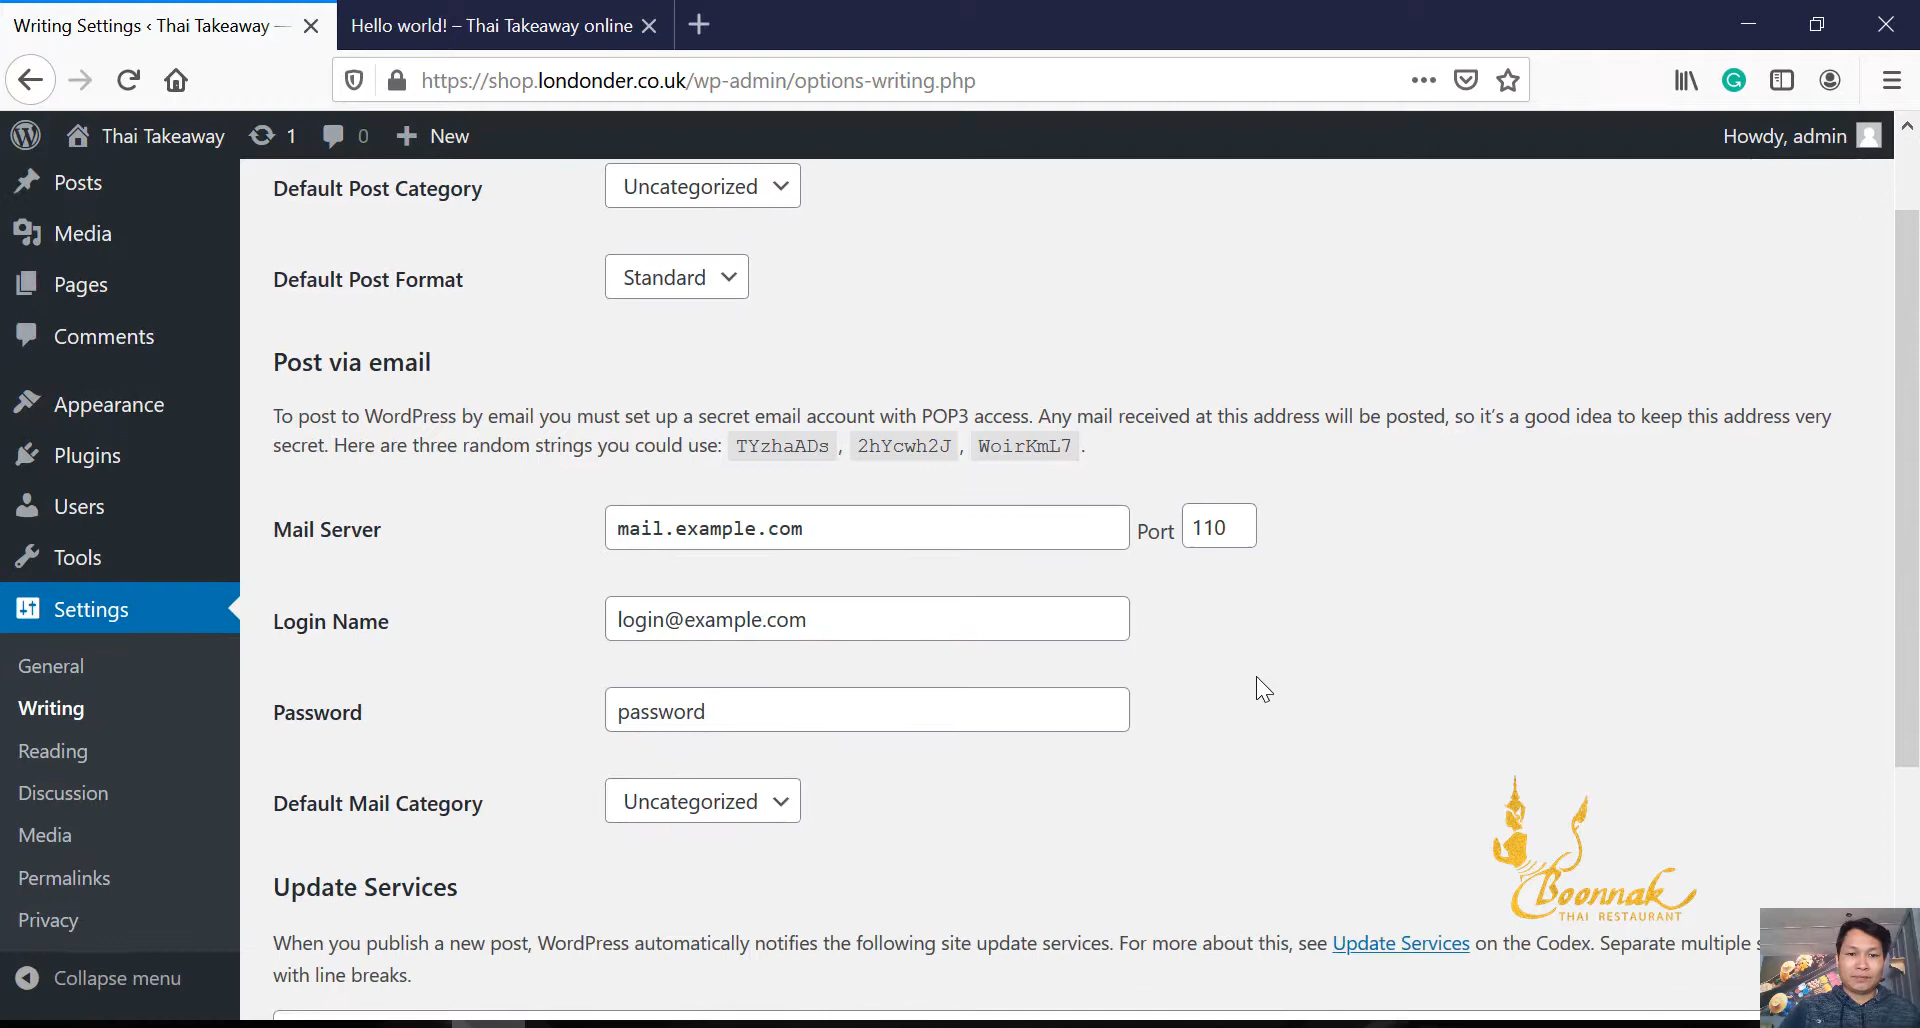 Writing Settings ‹ Thai Takeaway —
Hello world! – Thai Takeaway online
https://shop.londonder.co.uk/wp-admin/options-writing.php
Thai Takeaway
1
0
New
Howdy, admin
Posts
Media
Pages
Comments
Appearance
Plugins
Users
Tools
Settings
General
Writing
Reading
Discussion
Media
Permalinks
Privacy
Collapse menu
Default Post Category
Uncategorized
Default Post Format
Standard
Post via email
To post to WordPress by email you must set up a secret email account with POP3 access. Any mail received at this address will be posted, so it’s a good idea to keep this address very
secret. Here are three random strings you could use: TYzhaADs , 2hYcwh2J , WoirKmL7 .
Mail Server
mail.example.com
Port
110
Login Name
login@example.com
Password
password
Default Mail Category
Uncategorized
Update Services
When you publish a new post, WordPress automatically notifies the following site update services. For more about this, see Update Services on the Codex. Separate multiple
with line breaks.
Boonnak
THAI RESTAURANT